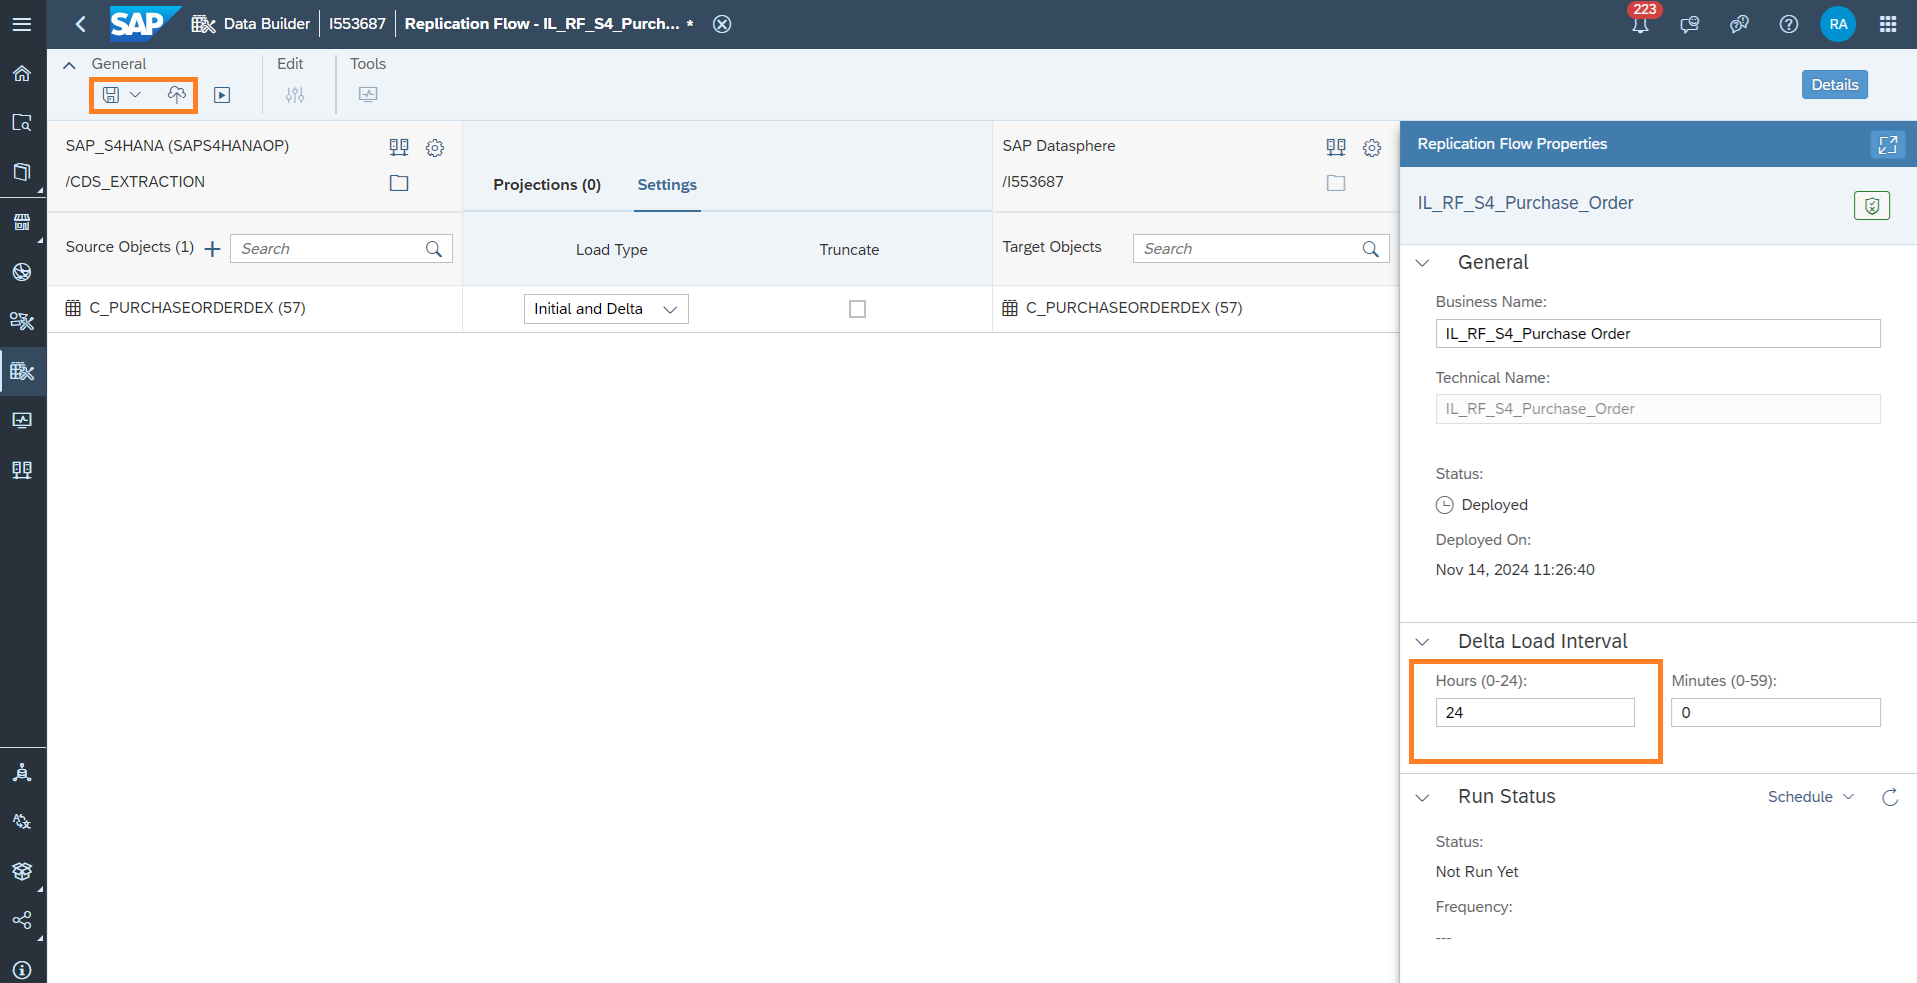 SAP Data Builder I553687 Replication Flow - IL_RF_S4_Purch... * 223 RA
General Edit Tools
Details
SAP_S4HANA (SAPS4HANAOP)
/CDS_EXTRACTION
Projections (0) Settings
SAP Datasphere
/I553687
Source Objects (1) Search
Load Type Truncate
Target Objects Search
C_PURCHASEORDERDEX (57) Initial and Delta C_PURCHASEORDERDEX (57)
Replication Flow Properties
IL_RF_S4_Purchase_Order
General
Business Name:
IL_RF_S4_Purchase Order
Technical Name:
IL_RF_S4_Purchase_Order
Status:
Deployed
Deployed On:
Nov 14, 2024 11:26:40
Delta Load Interval
Hours (0-24): Minutes (0-59):
24 0
Run Status Schedule
Status:
Not Run Yet
Frequency:
---